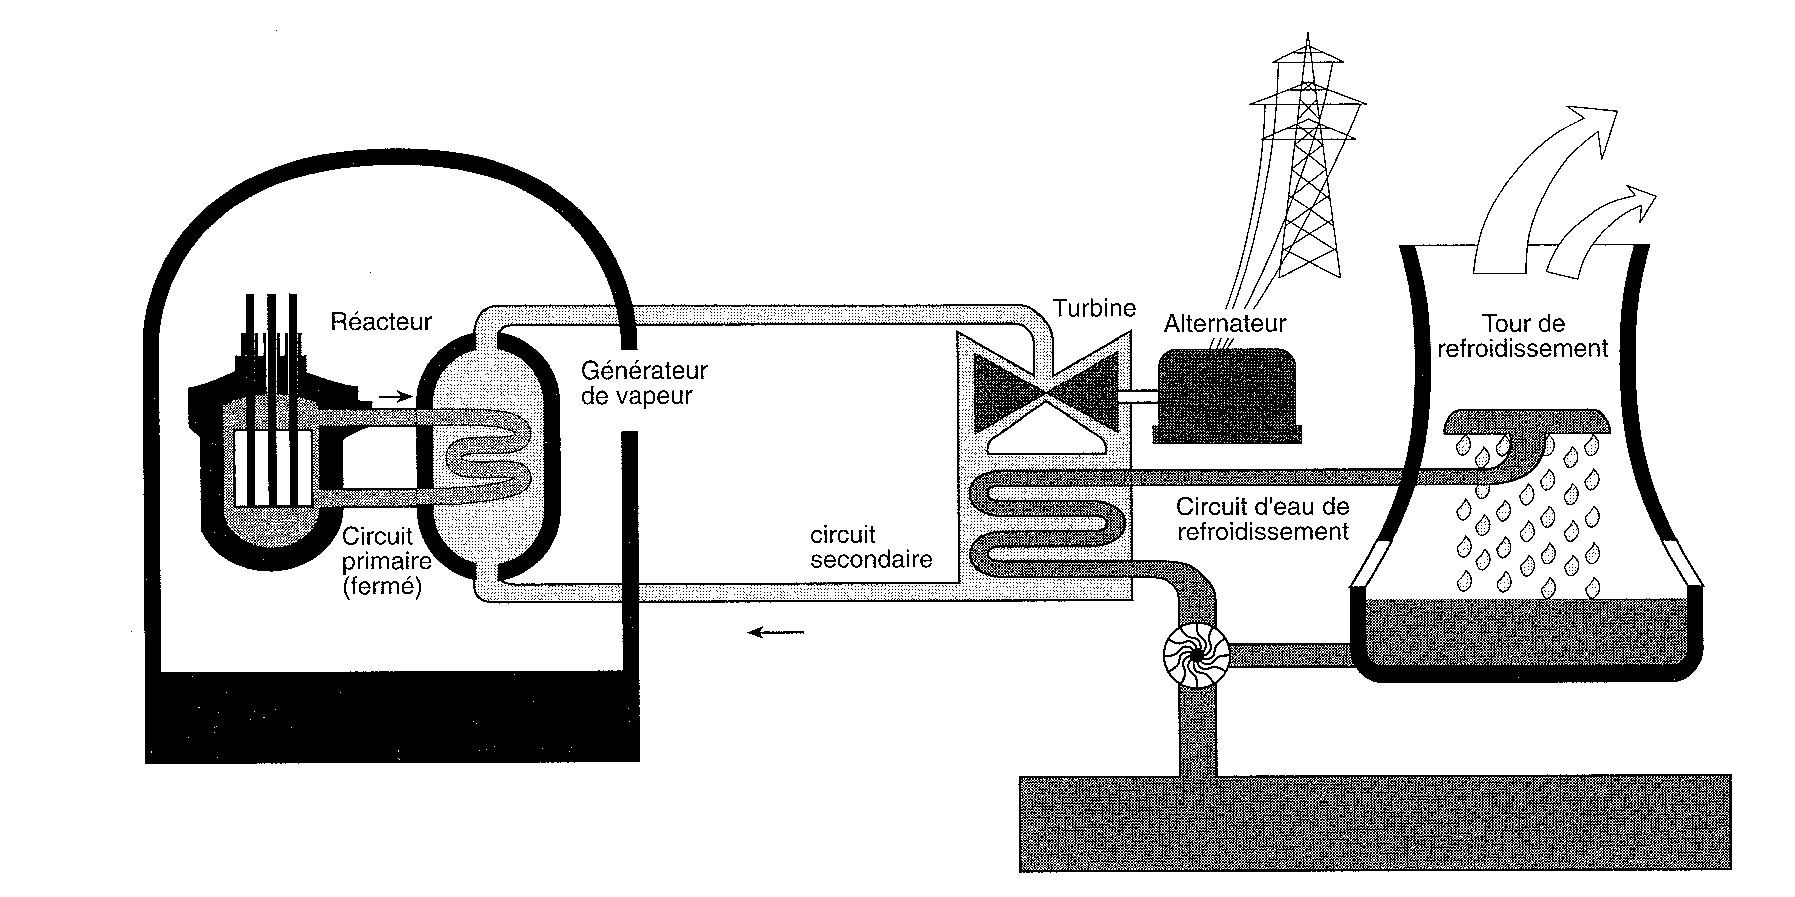 Réacteur
Générateur
de vapeur
Circuit
primaire
(fermé)
circuit
secondaire
Turbine
Alternateur
Circuit d'eau de
refroidissement
Tour de
refroidissement